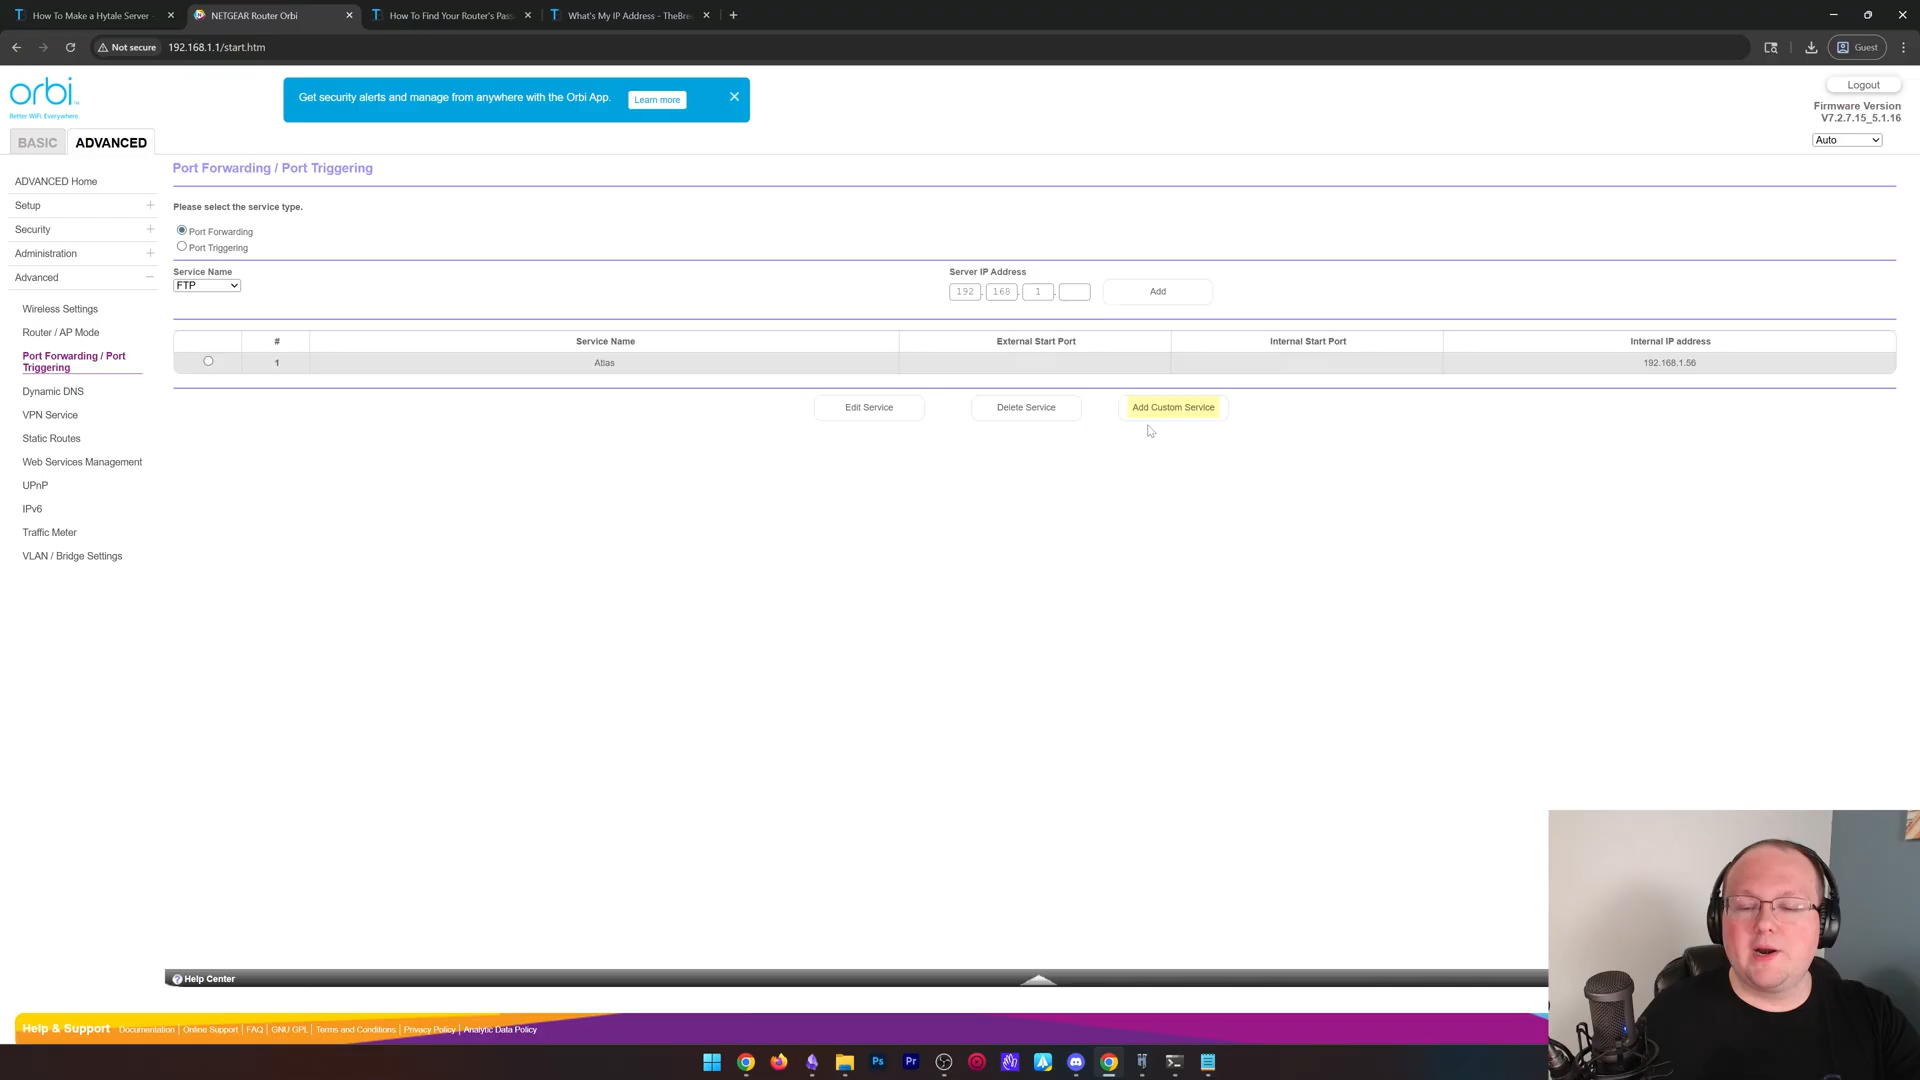 How To Make a Hytale Server
NETGEAR Router Orbi
How To Find Your Router's Pass
What's My IP Address - TheBre
Not secure
192.168.1.1/start.htm
Guest
orbi
Better WiFi. Everywhere.
Get security alerts and manage from anywhere with the Orbi App.
Learn more
Logout
Firmware Version
V7.2.7.15_5.1.16
Auto
BASIC
ADVANCED
ADVANCED Home
Setup
Security
Administration
Advanced
Wireless Settings
Router / AP Mode
Port Forwarding / Port
Triggering
Dynamic DNS
VPN Service
Static Routes
Web Services Management
UPnP
IPv6
Traffic Meter
VLAN / Bridge Settings
Port Forwarding / Port Triggering
Please select the service type.
Port Forwarding
Port Triggering
Service Name
FTP
Server IP Address
192 . 168 . 1 .
Add
# Service Name External Start Port Internal Start Port Internal IP address
1 Atlas 192.168.1.56
Edit Service
Delete Service
Add Custom Service
Help Center
Help & Support Documentation | Online Support | FAQ | GNU GPL | Terms and Conditions | Privacy Policy | Analytic Data Policy
Ps
Pr